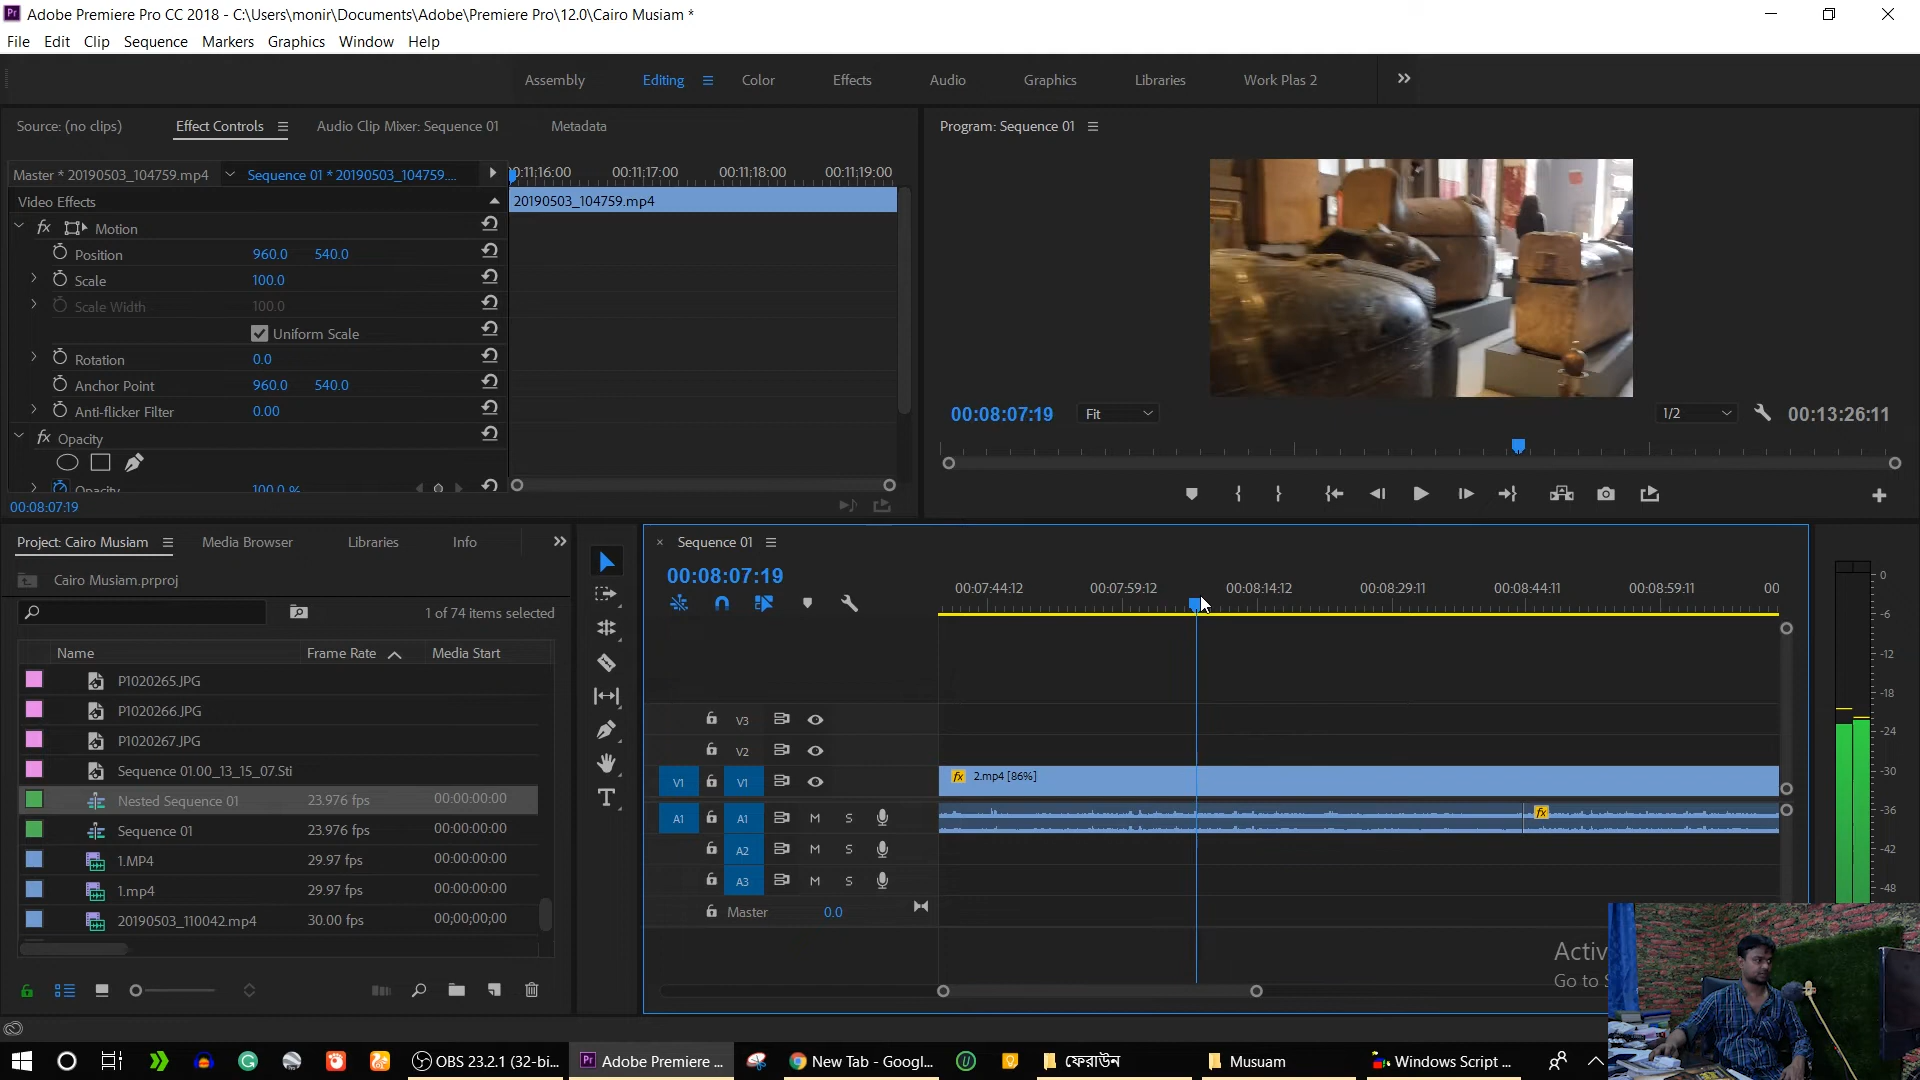 Adobe Premiere Pro CC 2018 - C:\Users\monir\Documents\Adobe\Premiere Pro\12.0\Cairo Musiam *
File Edit Clip Sequence Markers Graphics Window Help
Assembly Editing Color Effects Audio Graphics Libraries Work Plas 2
Source: (no clips) Effect Controls Audio Clip Mixer: Sequence 01 Metadata
Program: Sequence 01
Master * 20190503_104759.mp4 Sequence 01 * 20190503_104759....
0:11:16:00 00:11:17:00 00:11:18:00 00:11:19:00
Video Effects
20190503_104759.mp4
fx Motion
Position 960.0 540.0
Scale 100.0
Scale Width 100.0
Uniform Scale
Rotation 0.0
Anchor Point 960.0 540.0
Anti-flicker Filter 0.00
fx Opacity
Opacity 100.0 %
00:08:07:19
00:08:07:19 Fit 1/2 00:13:26:11
Project: Cairo Musiam Media Browser Libraries Info
Cairo Musiam.prproj
1 of 74 items selected
Name Frame Rate Media Start
P1020265.JPG
P1020266.JPG
P1020267.JPG
Sequence 01.00_13_15_07.Sti
Nested Sequence 01 23.976 fps 00:00:00:00
Sequence 01 23.976 fps 00:00:00:00
1.MP4 29.97 fps 00:00:00:00
1.mp4 29.97 fps 00:00:00:00
20190503_110042.mp4 30.00 fps 00;00;00;00
Sequence 01
00:08:07:19
00:07:44:12 00:07:59:12 00:08:14:12 00:08:29:11 00:08:44:11 00:08:59:11 00
V3
V2
V1 V1 fx 2.mp4 [86%]
A1 A1 M S fx
A2 M S
A3 M S
Master 0.0
0
-6
-12
-18
-24
-30
-36
-42
-48
Activ
Go to S
OBS 23.2.1 (32-bi... Adobe Premiere ... New Tab - Googl... ফেরাউন Musuam Windows Script ...